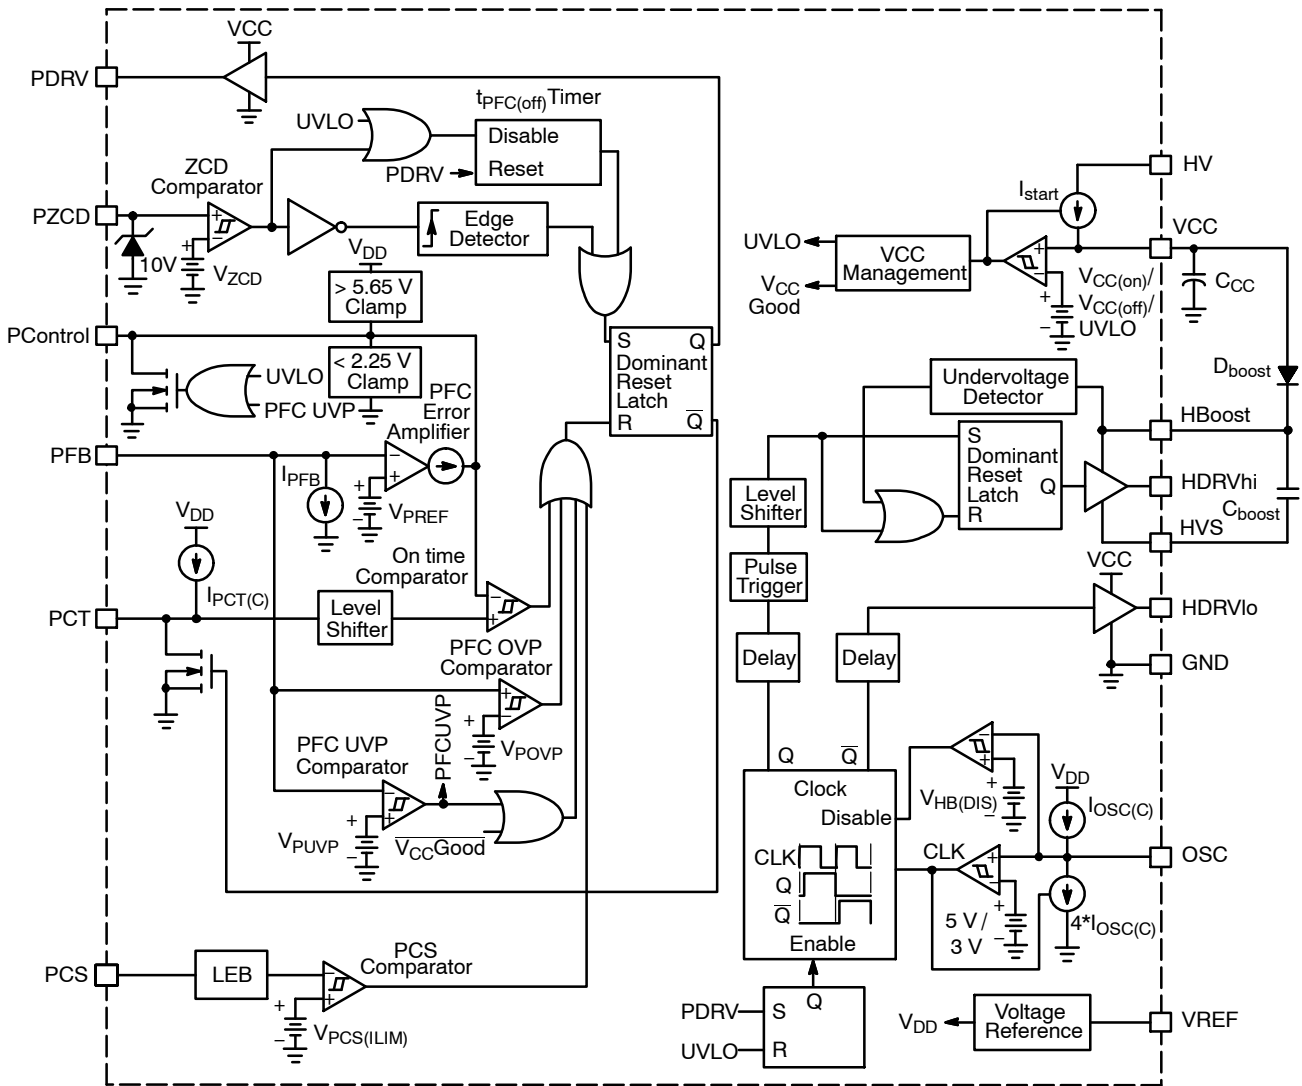 VCC
PDRV
tPFC(off)Timer
UVLO
Disable
Reset
PDRV
ZCD
Comparator
PZCD
+
−
10V
+
−
VZCD
Edge
Detector
VDD
> 5.65 V
Clamp
PControl
< 2.25 V
Clamp
UVLO
PFC UVP
PFC
Error
Amplifier
S
Q
Dominant
Reset
Latch
Q
R
PFB
IPFB
−
+
+
−
VPREF
VDD
IPCT(C)
On time
Comparator
PCT
Level
Shifter
−
+
PFC OVP
Comparator
+
−
+
−
VPOVP
PFCUVP
PFC UVP
Comparator
−
+
+
−
VPUVP
VCCGood
PCS
LEB
PCS
Comparator
−
+
+
−
VPCS(ILIM)
HV
Istart
VCC
UVLO
VCC
Good
VCC
Management
+
−
+
−
VCC(on)/
VCC(off)/
UVLO
CCC
Dboost
Undervoltage
Detector
HBoost
S
Dominant
Reset
Latch
Q
R
HDRVhi
Cboost
HVS
Level
Shifter
Pulse
Trigger
VCC
HDRVlo
Delay
Delay
GND
Q
Q
Clock
Disable
−
+
+
−
VHB(DIS)
VDD
IOSC(C)
CLK
CLK
+
−
OSC
Q
Q
Enable
5 V /
3 V
+
−
4*IOSC(C)
Q
PDRV
S
UVLO
R
VDD
Voltage
Reference
VREF